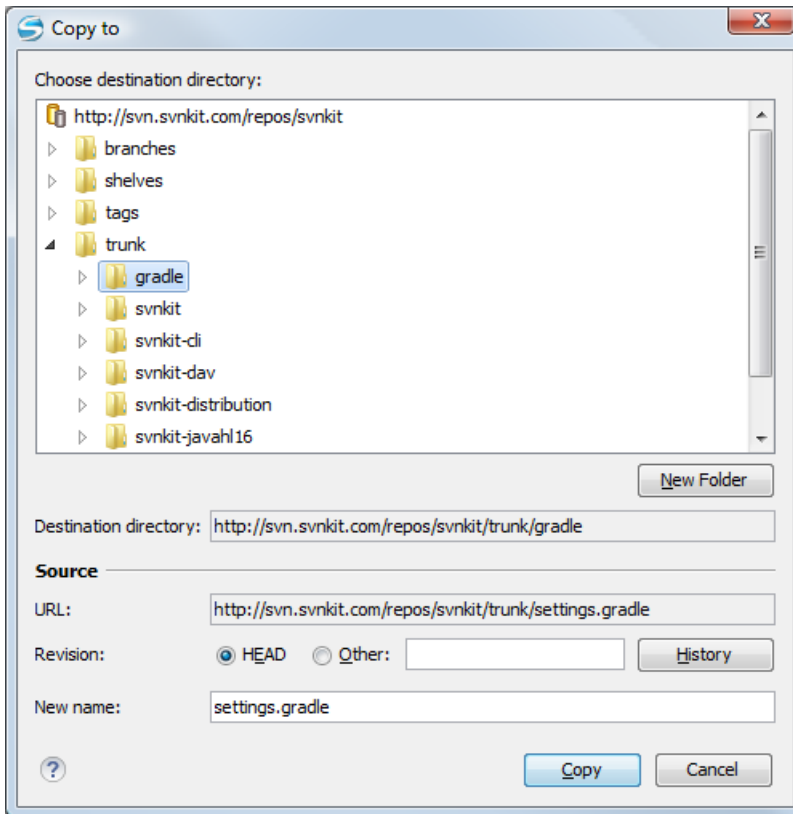 Copy to
Choose destination directory:
http://svn.svnkit.com/repos/svnkit
branches
shelves
tags
trunk
gradle
svnkit
svnkit-cli
svnkit-dav
svnkit-distribution
svnkit-javahl16
New Folder
Destination directory: http://svn.svnkit.com/repos/svnkit/trunk/gradle
Source
URL: http://svn.svnkit.com/repos/svnkit/trunk/settings.gradle
Revision: HEAD Other: History
New name: settings.gradle
? Copy Cancel